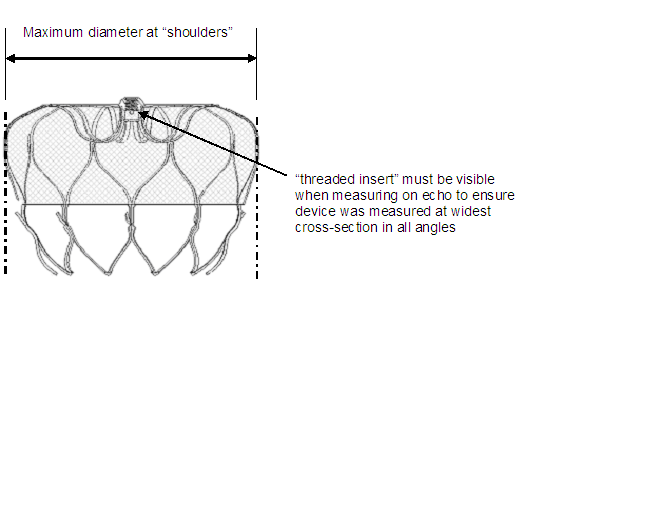 Maximum diameter at “shoulders”
“threaded insert” must be visible
when measuring on echo to ensure
device was measured at widest
cross-section in all angles